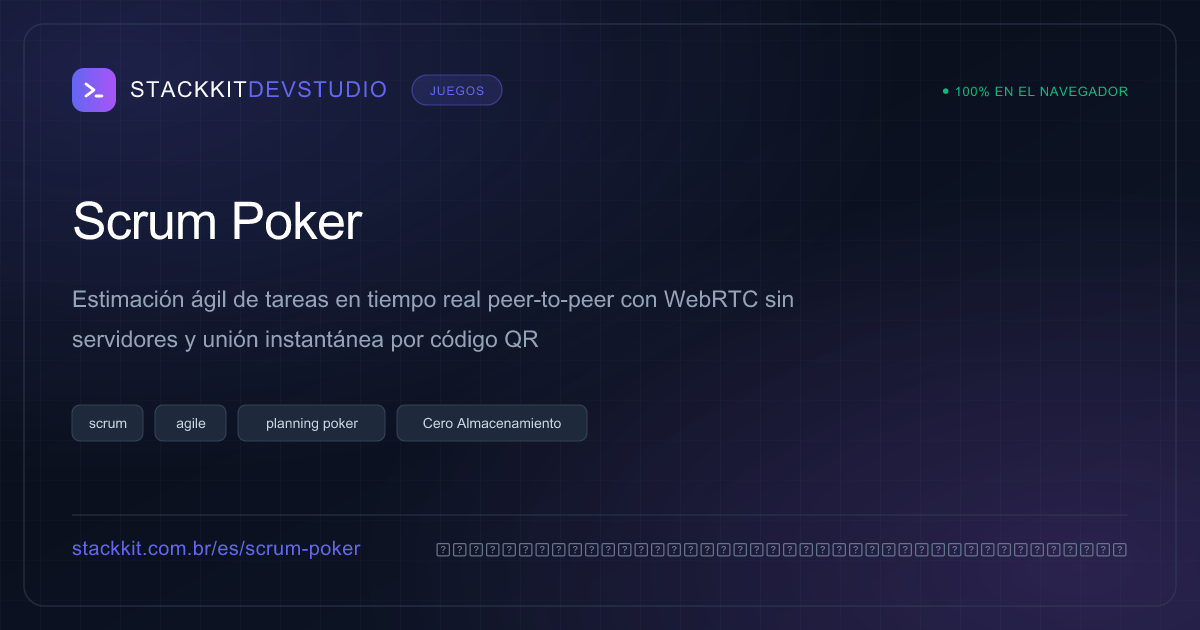 STACKKITDEVSTUDIO
JUEGOS
100% EN EL NAVEGADOR
Scrum Poker
Estimación ágil de tareas en tiempo real peer-to-peer con WebRTC sin
servidores y unión instantánea por código QR
scrum
agile
planning poker
Cero Almacenamiento
stackkit.com.br/es/scrum-poker